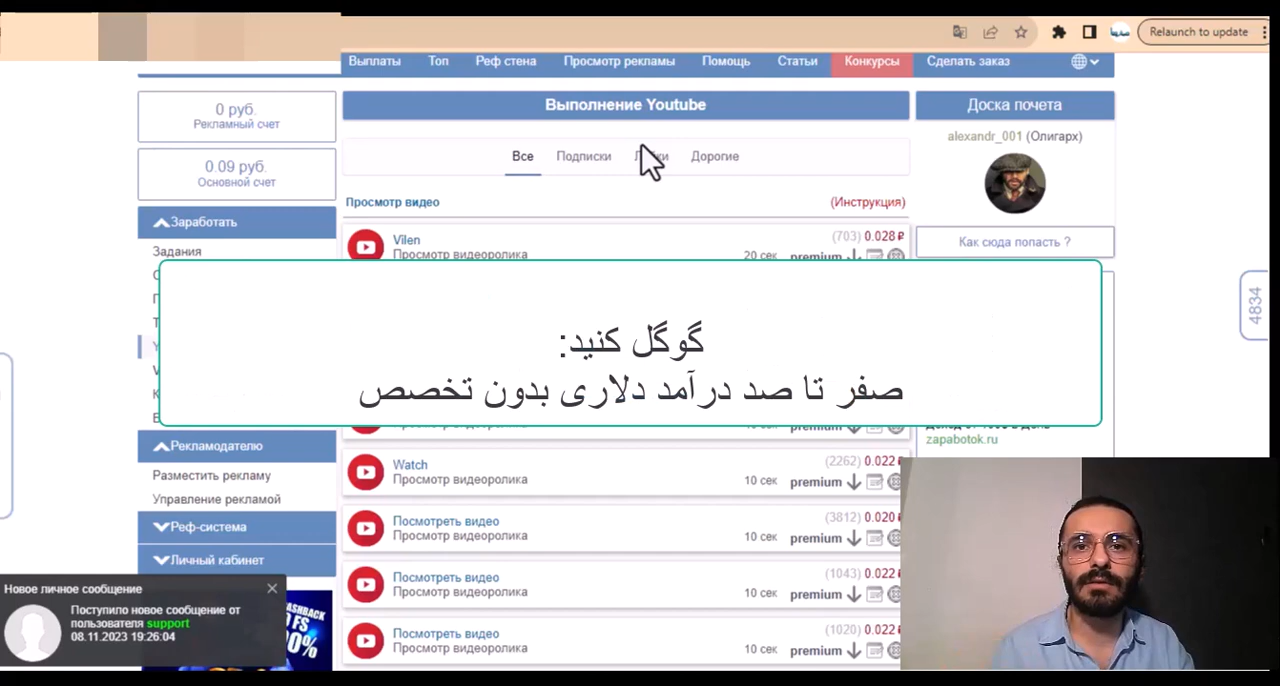 Relaunch to update
Выплаты Топ Реф стена Просмотр рекламы Помощь Статьи Конкурсы Сделать заказ
0 руб.
Рекламный счет
0.09 руб.
Основной счет
Заработать
Задания
Рекламодателю
Разместить рекламу
Управление рекламой
Реф-система
Личный кабинет
Выполнение Youtube
Все Подписки Дорогие
Просмотр видео (Инструкция)
Vilen (703) 0.028 ₽
Просмотр видеоролика 20 сек premium
گوگل کنید:
صفر تا صد درآمد دلاری بدون تخصص
premium
Watch (2262) 0.022
Просмотр видеоролика 10 сек premium
Посмотреть видео (3812) 0.020
Просмотр видеоролика 10 сек premium
Посмотреть видео (1043) 0.022
Просмотр видеоролика 10 сек premium
Посмотреть видео (1020) 0.022
Просмотр видеоролика 10 сек premium
Доска почета
alexandr_001 (Олигарх)
Как сюда попасть ?
zapabotok.ru
4834
Новое личное сообщение
Поступило новое сообщение от
пользователя support
08.11.2023 19:26:04